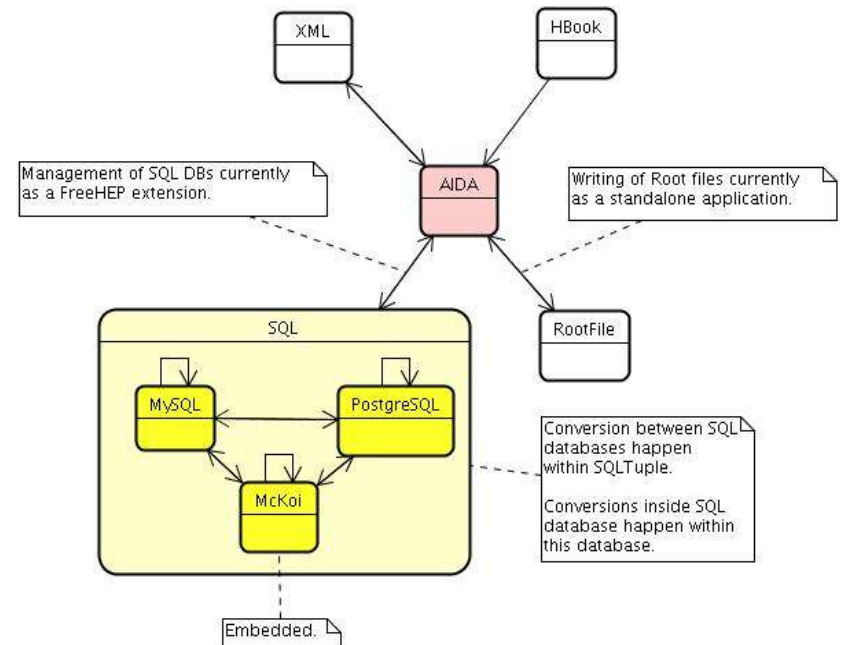 XML
HBook
Management of SQL DBs currently
as a FreeHEP extension.
AIDA
Writing of Root files currently
as a standalone application.
SQL
RootFile
MySQL
PostgreSQL
McKoi
Conversion between SQL
databases happen
within SQLTuple.
Conversions inside SQL
database happen within
this database.
Embedded.